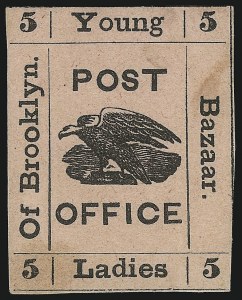 5 Young 5
POST
OFFICE
Of Brooklyn.
Bazaar.
5 Ladies 5